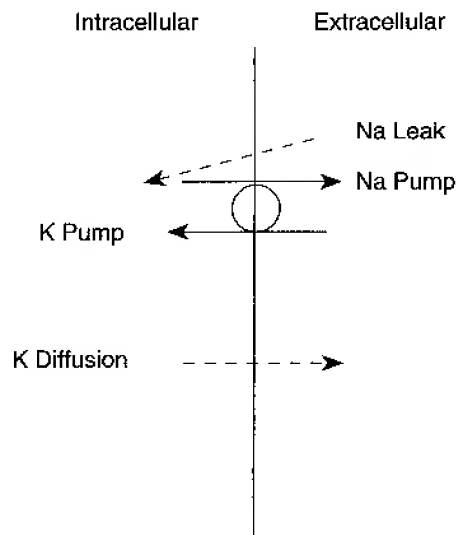 Intracellular
Extracellular
Na Leak
Na Pump
K Pump
K Diffusion